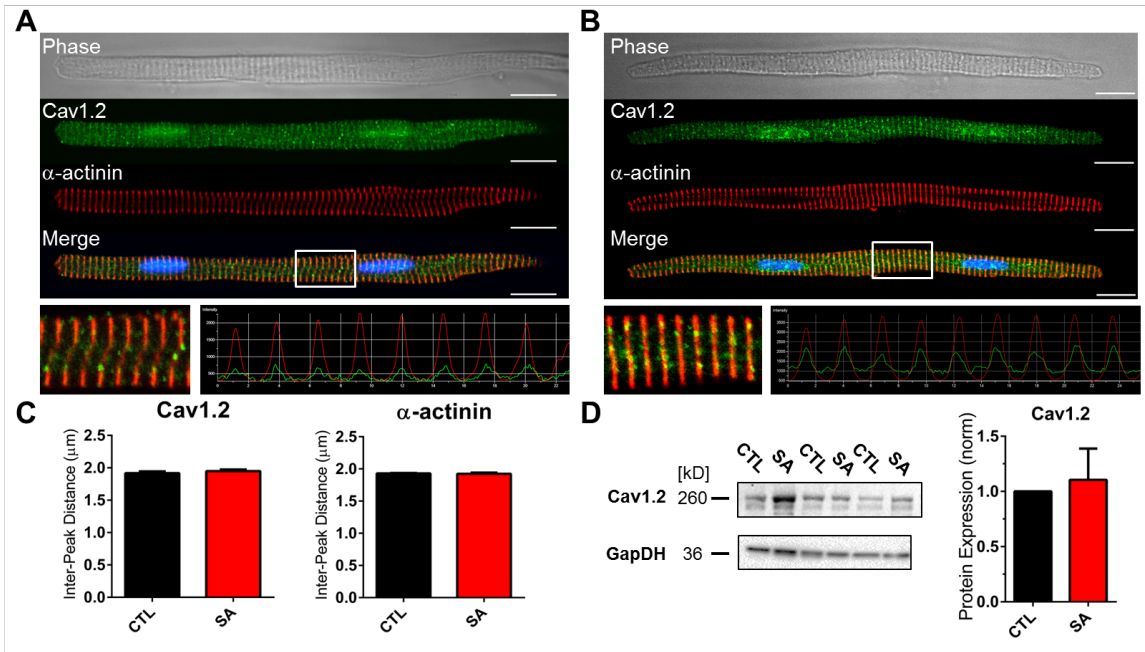 A
Phase
Cav1.2
α-actinin
Merge
Intensity
B
Phase
Cav1.2
α-actinin
Merge
Intensity
C
Cav1.2
Inter-Peak Distance (μm)
2.5
2.0
1.5
1.0
0.5
0.0
CTL
SA
α-actinin
Inter-Peak Distance (μm)
2.5
2.0
1.5
1.0
0.5
0.0
CTL
SA
D
CTL SA CTL SA CTL SA
[kD]
Cav1.2 260
GapDH 36
Cav1.2
Protein Expression (norm)
1.5
1.0
0.5
0.0
CTL
SA